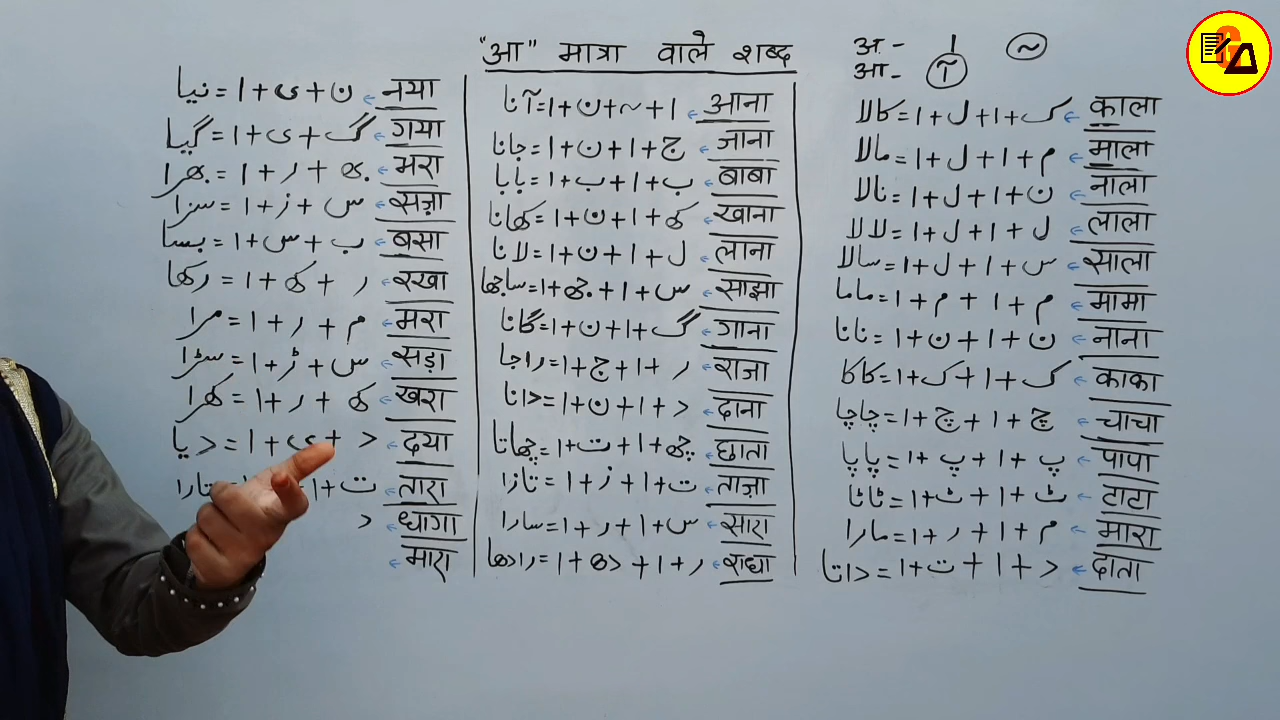 "आ" मात्रा वाले शब्द
अ - ا ~
आ - آ
काला ← ک+ا+ل+ا=کالا
माला ← م+ا+ل+ا=مالا
नाला ← ن+ا+ل+ا=نالا
लाला ← ل+ا+ل+ا=لالا
साला ← س+ا+ل+ا=سالا
मामा ← م+ا+م+ا=ماما
नाना ← ن+ا+ن+ا=نانا
काका ← ک+ا+ک+ا=کاکا
चाचा ← چ+ا+چ+ا=چاچا
पापा ← پ+ا+پ+ا=پاپا
टाटा ← ٹ+ا+ٹ+ا=ٹاٹا
मारा ← م+ا+ر+ا=مارا
दाता ← د+ا+ت+ا=داتا
आना ← ا+~+ن+ا=آنا
जाना ← ج+ا+ن+ا=جانا
बाबा ← ب+ا+ب+ا=بابا
खाना ← کھ+ا+ن+ا=کھانا
लाना ← ل+ا+ن+ا=لانا
साझा ← س+ا+جھ+ا=ساجھا
गाना ← گ+ا+ن+ا=گانا
राजा ← ر+ا+ج+ا=راجا
दाना ← د+ا+ن+ا=دانا
छाता ← چھ+ا+ت+ا=چھاتا
ताज़ा ← ت+ا+ز+ا=تازا
सारा ← س+ا+ر+ا=سارا
राधा ← ر+ا+دھ+ا=رادھا
नया ← ن+ی+ا=نیا
गया ← گ+ی+ا=گیا
भरा ← بھ+ر+ا=بھرا
सज़ा ← س+ز+ا=سزا
बसा ← ب+س+ا=بسا
रखा ← ر+کھ+ا=رکھا
मरा ← م+ر+ا=مرا
सड़ा ← س+ڑ+ا=سڑا
खरा ← کھ+ر+ا=کھرا
दया ← د+ی+ا=دیا
तारा ← ت+ا =تارا
धागा ← د
मारा ←